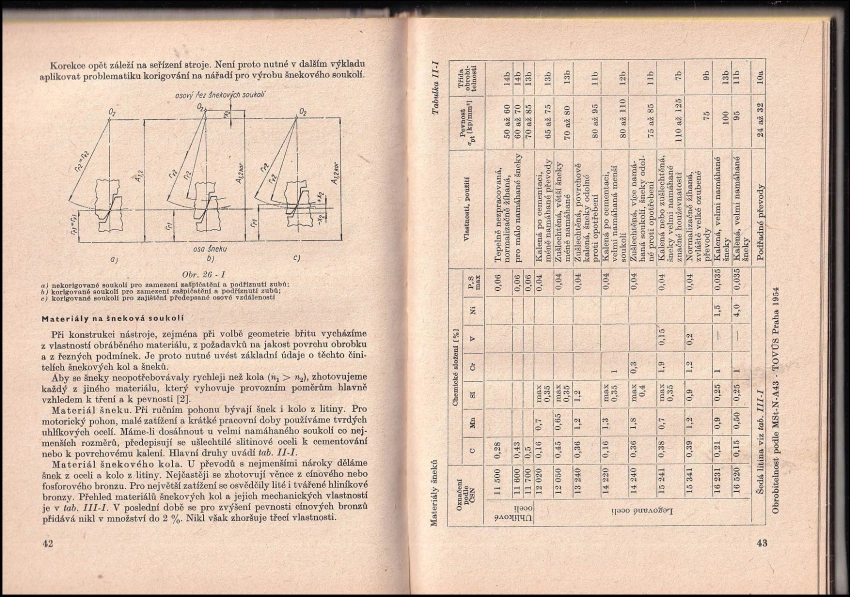 Korekce opět záleží na seřízení stroje. Není proto nutné v dalším výkladu
aplikovat problematiku korigování na nářadí pro výrobu šnekového soukolí.
osový řez šnekových soukolí
O₂ O₂ O₂
osa šneku
a) b) c)
Obr. 26 - I
a) nekorigované soukolí pro zamezení zašpičatění a podříznutí zubů;
b) korigované soukolí pro zamezení zašpičatění a podříznutí zubů;
c) korigované soukolí pro zajištění předepsané osové vzdálenosti
Materiály na šneková soukolí
Při konstrukci nástroje, zejména při volbě geometrie břitu vycházíme
z vlastností obráběného materiálu, z požadavků na jakost povrchu obrobku
a z řezných podmínek. Je proto nutné uvést základní údaje o těchto čini-
telích šnekových kol a šneků.
Aby se šneky neopotřebovávaly rychleji než kola (n₁ > n₂), zhotovujeme
každý z jiného materiálu, který vyhovuje provozním poměrům hlavně
vzhledem k tření a k pevnosti [2].
Materiál šneku. Při ručním pohonu bývají šnek i kolo z litiny. Pro
motorický pohon, malé zatížení a krátké pracovní doby používáme tvrdých
uhlíkových ocelí. Máme-li dosáhnout u velmi namáhaného soukolí co nej-
menších rozměrů, předepisují se ušlechtilé slitinové oceli k cementování
nebo k povrchovému kalení. Hlavní druhy uvádí tab. II-I.
Materiál šnekového kola. U převodů s nejmenšími nároky děláme
šnek z oceli a kolo z litiny. Nejčastěji se zhotovují věnce z cínového nebo
fosforového bronzu. Pro největší zatížení se osvědčily lité i tvářené hliníkové
bronzy. Přehled materiálů šnekových kol a jejich mechanických vlastností
je v tab. III-I. V poslední době se pro zvýšení pevnosti cínových bronzů
přidává nikl v množství do 2 %. Nikl však zhoršuje třecí vlastnosti.
42
Materiály šneků
Tabulka II-I
Označení podle ČSN
Chemické složení [%]
C Mn Si Cr V Ni P, S max
Vlastnosti, použití
Pevnost σpt [kp/mm²]
Třída obrobi-telnosti
Uhlíkové oceli
11 500 0,28 — 0,06 Tepelně nezpracovaná, normalizačně žíhaná, 50 až 60 14b
11 600 0,43 0,06 pro málo namáhané šneky 60 až 70 14b
11 700 0,5 0,06 70 až 85 13b
12 020 0,16 0,7 max 0,35 0,04 Kalená po cementaci, méně namáhané převody 65 až 75 13b
12 050 0,45 0,65 max 0,35 0,04 Zušlechtěná, větší šneky méně namáhané 70 až 80 13b
Legované oceli
13 240 0,36 1,2 1,2 0,04 Zušlechtěná, povrchově kalená, šneky odolné proti opotřebení 80 až 95 11b
14 220 0,16 1,3 max 0,35 1 0,04 Kalená po cementaci, velmi namáhaná menší soukolí 80 až 110 12b
14 240 0,36 1,8 max 0,4 0,3 0,04 Zušlechtěná, více namá-haná soukolí, šneky odol-né proti opotřebení 75 až 85 11b
15 241 0,38 0,7 max 0,35 1,9 0,15 0,04 Kalená nebo zušlechtěná, šneky velmi namáhané značné houževnatosti 110 až 125 7b
15 341 0,29 1,2 0,9 1,2 0,2 0,04 Normalizačně žíhaná, zvláště velké ozubené převody 75 9b
16 231 0,21 0,9 0,25 1 — 1,5 0,035 Kalená, velmi namáhané šneky 100 13b
16 520 0,15 0,50 0,25 1 — 4,0 0,035 Kalená, velmi namáhané šneky 95 11b
Šedá litina viz tab. III-I Podřadné převody 24 až 32 10a
Obrobitelnost podle MSt-N-A43 - TOVÚS Praha 1954
43